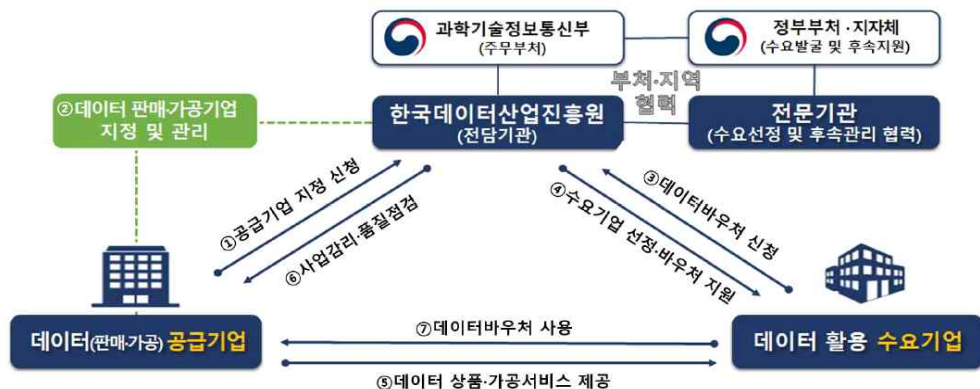 과학기술정보통신부
(주무부처)
정부부처·지자체
(수요발굴 및 후속지원)
부처·지역
협력
②데이터 판매·가공기업
지정 및 관리
한국데이터산업진흥원
(전담기관)
전문기관
(수요선정 및 후속관리 협력)
①공급기업 지정 신청
⑥사업감리·품질점검
③데이터바우처 신청
④수요기업 선정·바우처 지원
데이터(판매·가공) 공급기업
⑦데이터바우처 사용
데이터 활용 수요기업
⑤데이터 상품·가공서비스 제공